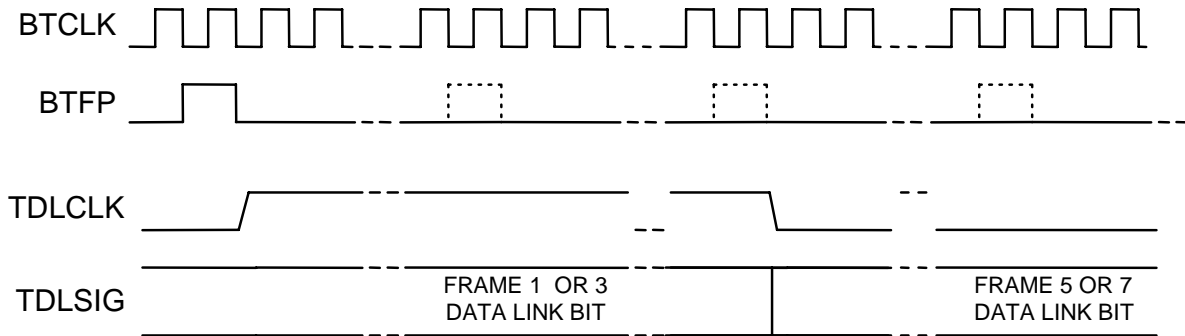 BTCLK
BTFP
TDLCLK
TDLSIG
FRAME 1 OR 3
DATA LINK BIT
FRAME 5 OR 7
DATA LINK BIT